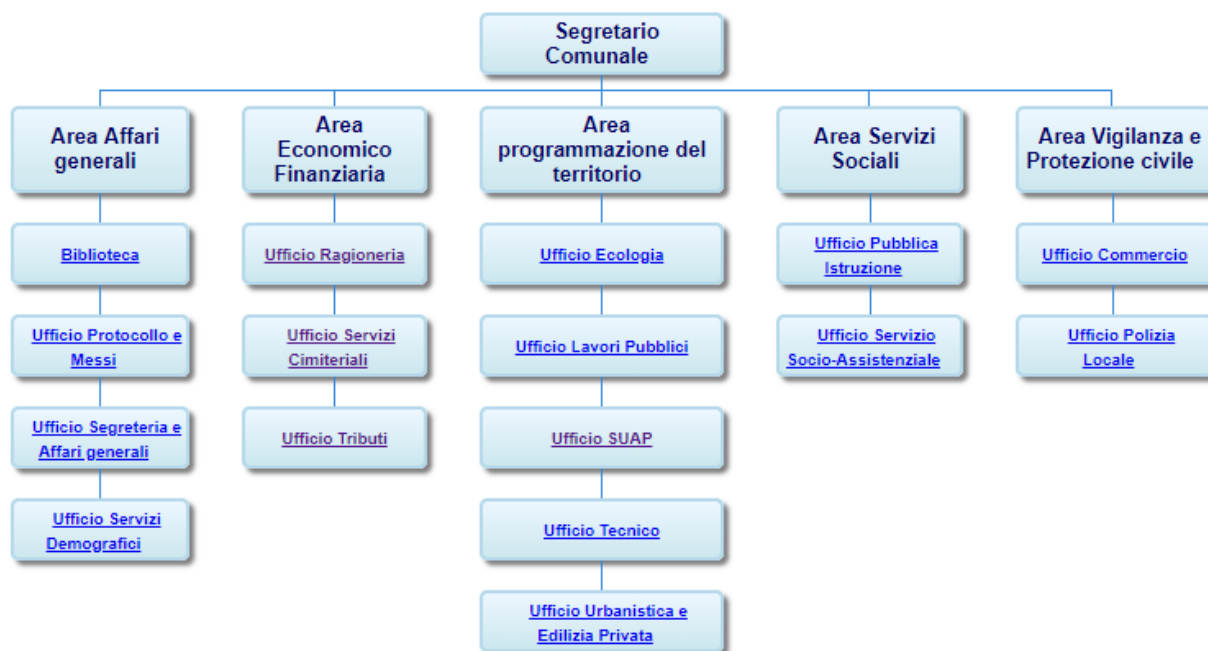 Segretario
Comunale
Area Affari
generali
Area
Economico
Finanziaria
Area
programmazione del
territorio
Area Servizi
Sociali
Area Vigilanza e
Protezione civile
Biblioteca
Ufficio Ragioneria
Ufficio Ecologia
Ufficio Pubblica
Istruzione
Ufficio Commercio
Ufficio Protocollo e
Messi
Ufficio Servizi
Cimiteriali
Ufficio Lavori Pubblici
Ufficio Servizio
Socio-Assistenziale
Ufficio Polizia
Locale
Ufficio Segreteria e
Affari generali
Ufficio Tributi
Ufficio SUAP
Ufficio Servizi
Demografici
Ufficio Tecnico
Ufficio Urbanistica e
Edilizia Privata